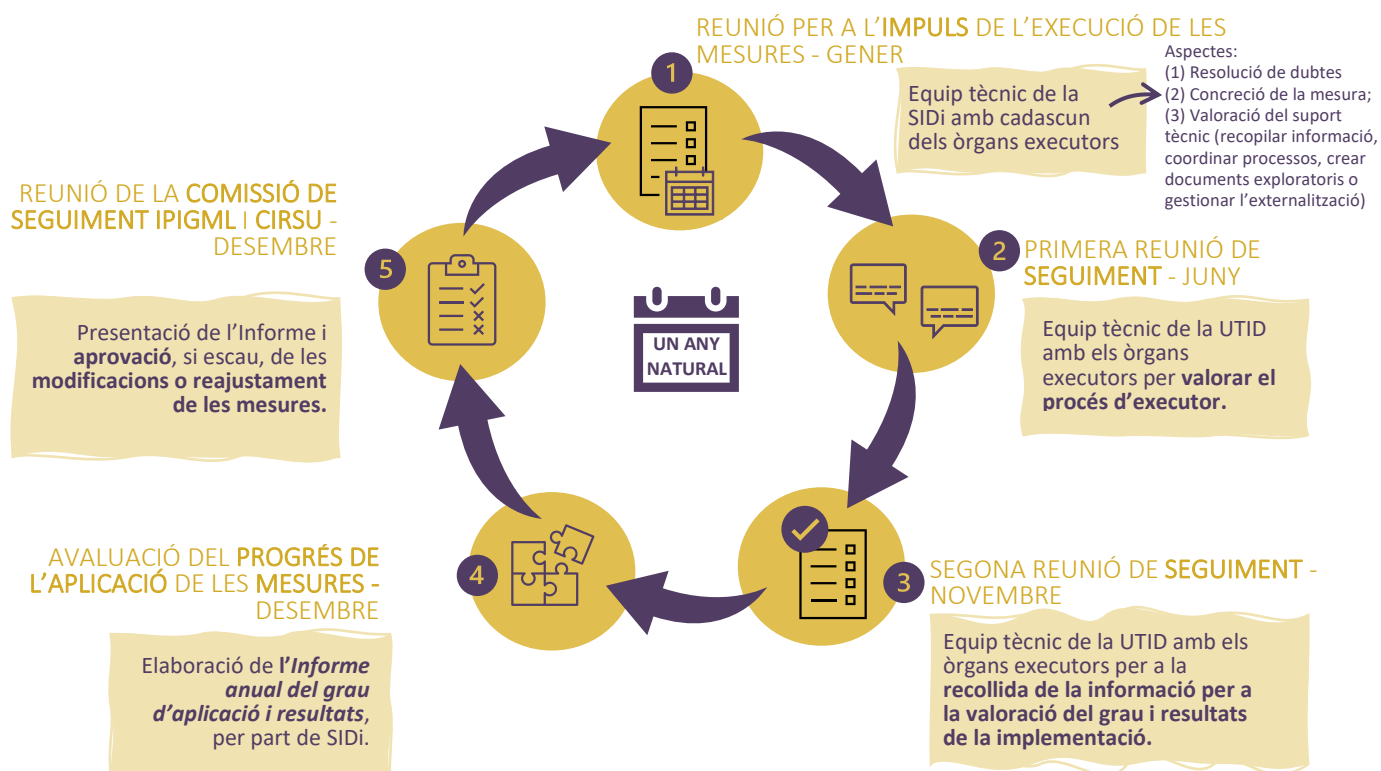 1
REUNIÓ PER A L’IMPULS DE L’EXECUCIÓ DE LES
MESURES - GENER
Equip tècnic de la
SIDi amb cadascun
dels òrgans executors
Aspectes:
(1) Resolució de dubtes
(2) Concreció de la mesura;
(3) Valoració del suport
tècnic (recopilar informació,
coordinar processos, crear
documents exploratoris o
gestionar l’externalització)
2
PRIMERA REUNIÓ DE
SEGUIMENT - JUNY
Equip tècnic de la UTID
amb els òrgans
executors per valorar el
procés d’executor.
3
SEGONA REUNIÓ DE SEGUIMENT -
NOVEMBRE
Equip tècnic de la UTID amb els
òrgans executors per a la
recollida de la informació per a
la valoració del grau i resultats
de la implementació.
4
AVALUACIÓ DEL PROGRÉS DE
L’APLICACIÓ DE LES MESURES -
DESEMBRE
Elaboració de l’Informe
anual del grau
d’aplicació i resultats,
per part de SIDi.
5
REUNIÓ DE LA COMISSIÓ DE
SEGUIMENT IPIGML I CIRSU -
DESEMBRE
Presentació de l’Informe i
aprovació, si escau, de les
modificacions o reajustament
de les mesures.
UN ANY
NATURAL